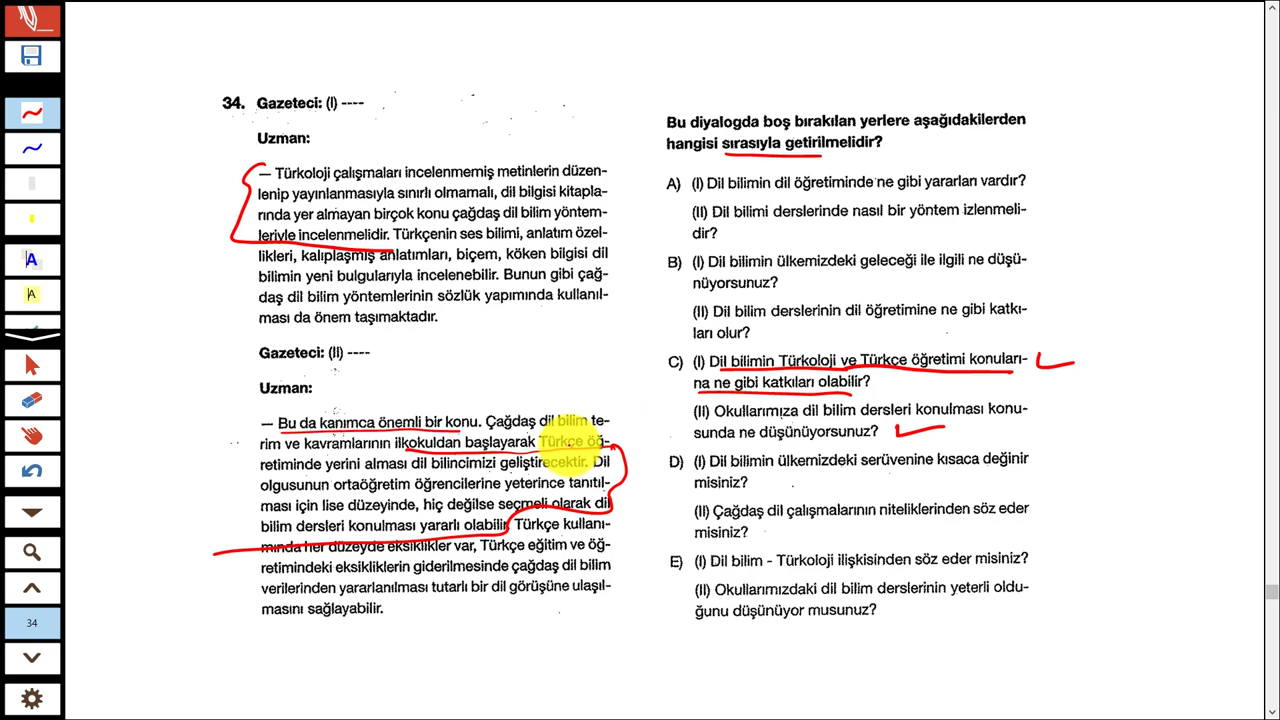 34. Gazeteci: (I) ----
Uzman:
— Türkoloji çalışmaları incelenmemiş metinlerin düzen-
lenip yayınlanmasıyla sınırlı olmamalı, dil bilgisi kitapla-
rında yer almayan birçok konu çağdaş dil bilim yöntem-
leriyle incelenmelidir. Türkçenin ses bilimi, anlatım özel-
likleri, kalıplaşmış anlatımları, biçem, köken bilgisi dil
bilimin yeni bulgularıyla incelenebilir. Bunun gibi çağ-
daş dil bilim yöntemlerinin sözlük yapımında kullanıl-
ması da önem taşımaktadır.
Gazeteci: (II) ----
Uzman:
— Bu da kanımca önemli bir konu. Çağdaş dil bilim te-
rim ve kavramlarının ilkokuldan başlayarak Türkçe öğ-
retiminde yerini alması dil bilincimizi geliştirecektir. Dil
olgusunun ortaöğretim öğrencilerine yeterince tanıtıl-
ması için lise düzeyinde, hiç değilse seçmeli olarak dil
bilim dersleri konulması yararlı olabilir. Türkçe kullanı-
mında her düzeyde eksiklikler var, Türkçe eğitim ve öğ-
retimindeki eksikliklerin giderilmesinde çağdaş dil bilim
verilerinden yararlanılması tutarlı bir dil görüşüne ulaşıl-
masını sağlayabilir.
Bu diyalogda boş bırakılan yerlere aşağıdakilerden
hangisi sırasıyla getirilmelidir?
A) (I) Dil bilimin dil öğretiminde ne gibi yararları vardır?
(II) Dil bilimi derslerinde nasıl bir yöntem izlenmeli-
dir?
B) (I) Dil bilimin ülkemizdeki geleceği ile ilgili ne düşü-
nüyorsunuz?
(II) Dil bilim derslerinin dil öğretimine ne gibi katkı-
ları olur?
C) (I) Dil bilimin Türkoloji ve Türkçe öğretimi konuları-
na ne gibi katkıları olabilir?
(II) Okullarımıza dil bilim dersleri konulması konu-
sunda ne düşünüyorsunuz?
D) (I) Dil bilimin ülkemizdeki serüvenine kısaca değinir
misiniz?
(II) Çağdaş dil çalışmalarının niteliklerinden söz eder
misiniz?
E) (I) Dil bilim - Türkoloji ilişkisinden söz eder misiniz?
(II) Okullarımızdaki dil bilim derslerinin yeterli oldu-
ğunu düşünüyor musunuz?
A
A
34